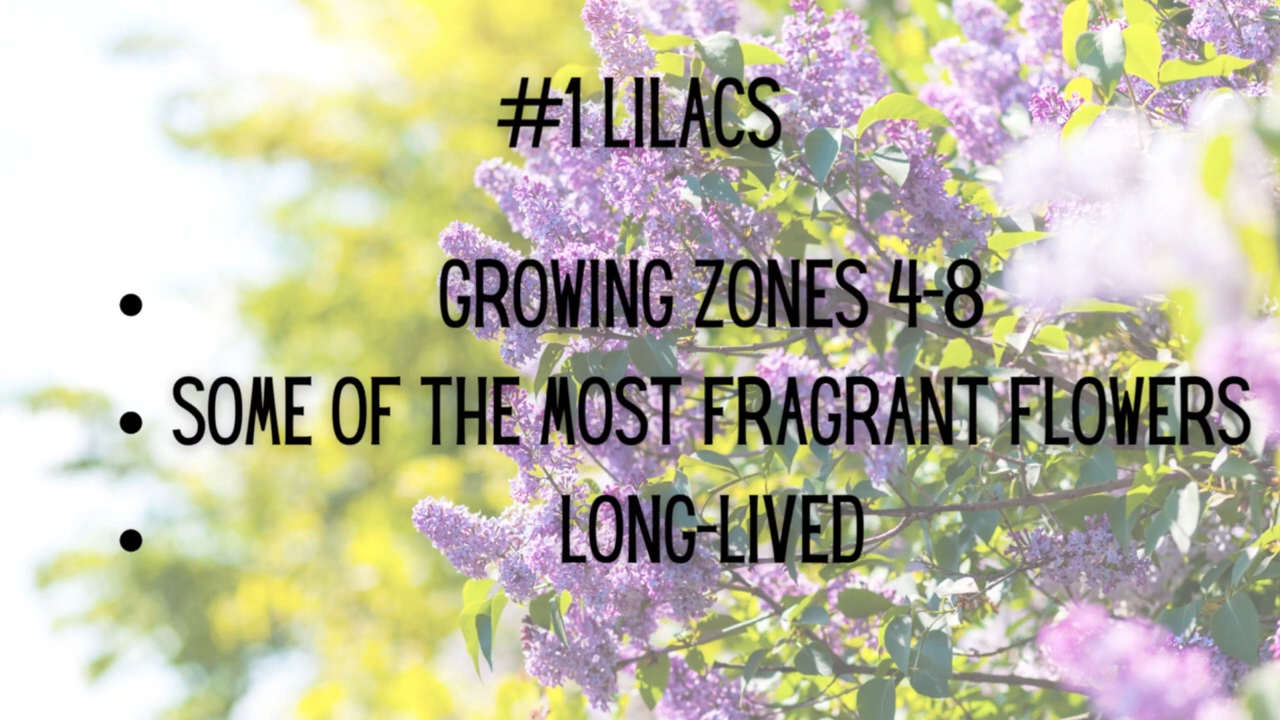 #1 LILACS
• GROWING ZONES 4-8
• SOME OF THE MOST FRAGRANT FLOWERS
• LONG-LIVED